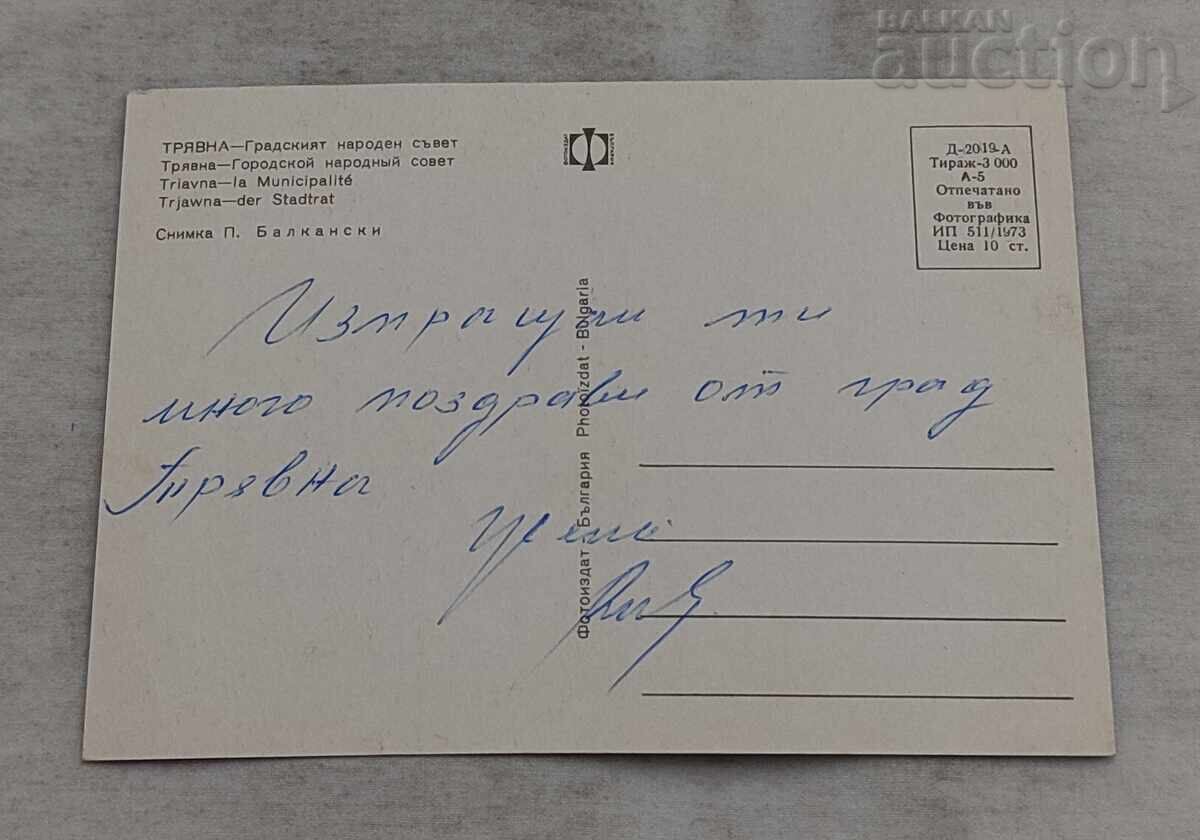 BALKAN
auction
ТРЯВНА—Градският народен съвет
Трявна—Городской народный совет
Triavna—la Municipalité
Trjawna—der Stadtrat
Снимка П. Балкански
ФОТОИЗДАТ
БЪЛГАРИЯ
Д-2019-А
Тираж-3 000
А-5
Отпечатано
във
Фотографика
ИП 511/1973
Цена 10 ст.
Фотоиздат - България Photoizdat - Bulgaria
Изпращам ти
много поздрави от град
Трявна